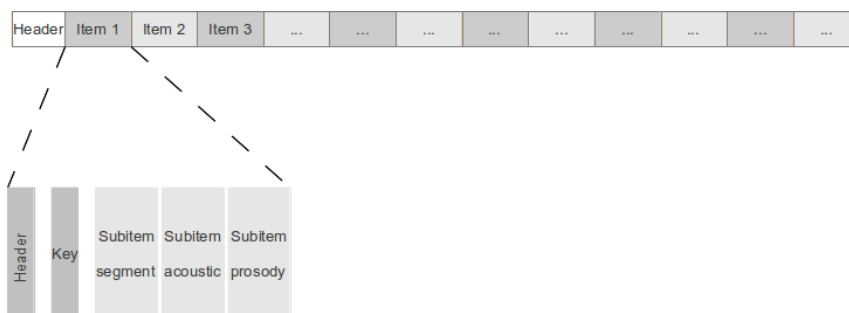 Header Item 1 Item 2 Item 3 ... ... ... ... ... ... ... ... ...
Header
Key
Subitem segment
Subitem acoustic
Subitem prosody